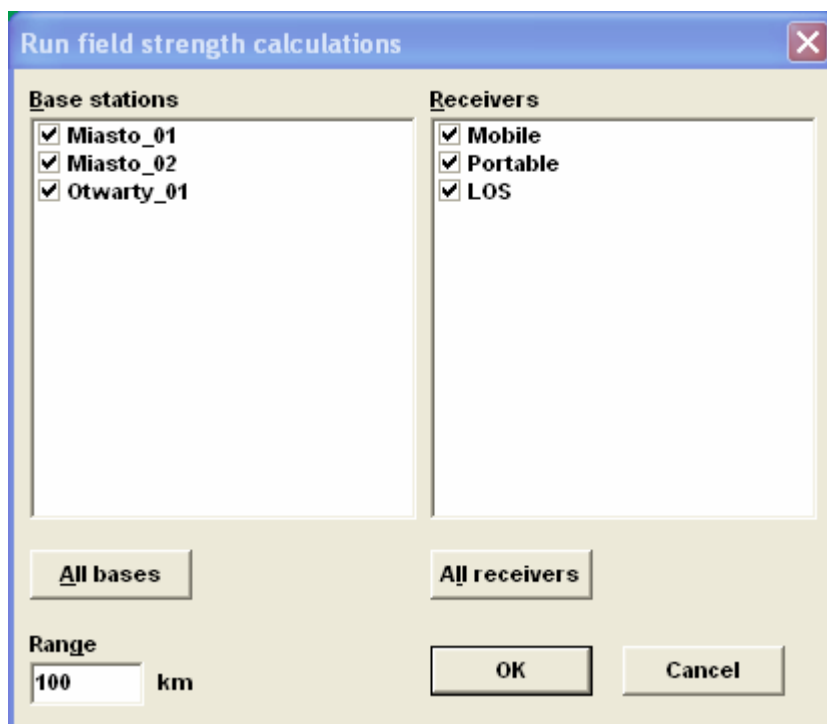 Run field strength calculations
Base stations
Miasto_01
Miasto_02
Otwarty_01
Receivers
Mobile
Portable
LOS
All bases
All receivers
Range
100 km
OK
Cancel